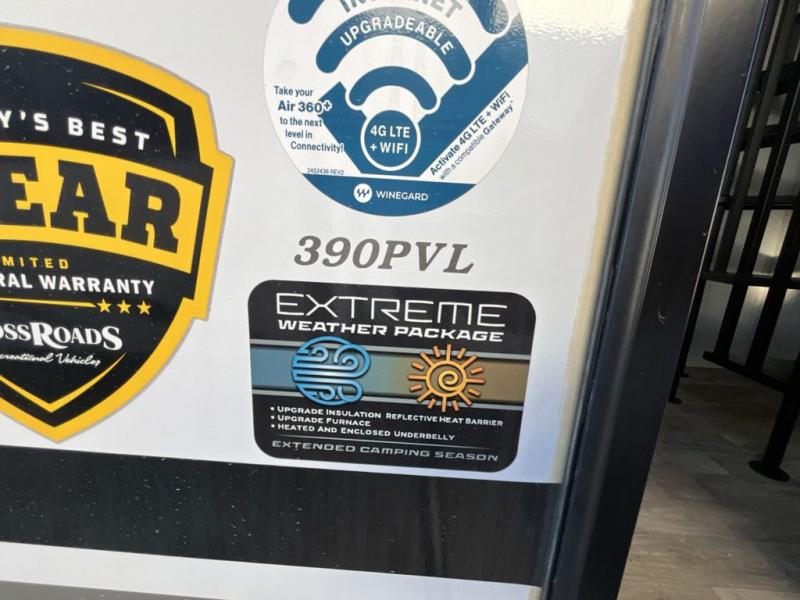 INTERNET
UPGRADEABLE
Take your
Air 360+
to the next
level in
Connectivity!
4G LTE
+ WIFI
Activate 4G LTE + WiFi
with a compatible Gateway™
2452436 REV2
WINEGARD
Y'S BEST
EAR
MITED
RAL WARRANTY
OSSROADS
creational Vehicles
390PVL
EXTREME
WEATHER PACKAGE
• UPGRADE INSULATION REFLECTIVE HEAT BARRIER
• UPGRADE FURNACE
• HEATED AND ENCLOSED UNDERBELLY
EXTENDED CAMPING SEASON